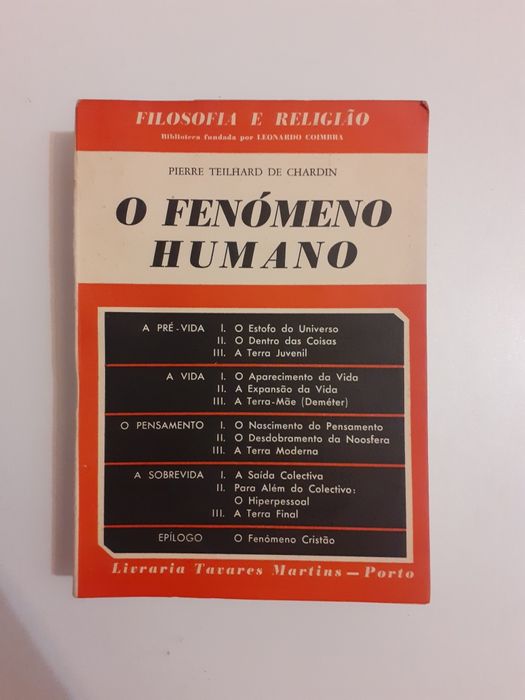 FILOSOFIA E RELIGIÃO
Biblioteca fundada por LEONARDO COIMBRA
PIERRE TEILHARD DE CHARDIN
O FENÓMENO
HUMANO
A PRÉ-VIDA I. O Estofo do Universo
II. O Dentro das Coisas
III. A Terra Juvenil
A VIDA I. O Aparecimento da Vida
II. A Expansão da Vida
III. A Terra-Mãe (Deméter)
O PENSAMENTO I. O Nascimento do Pensamento
II. O Desdobramento da Noosfera
III. A Terra Moderna
A SOBREVIDA I. A Saída Colectiva
II. Para Além do Colectivo:
O Hiperpessoal
III. A Terra Final
EPÍLOGO O Fenómeno Cristão
Livraria Tavares Martins — Porto